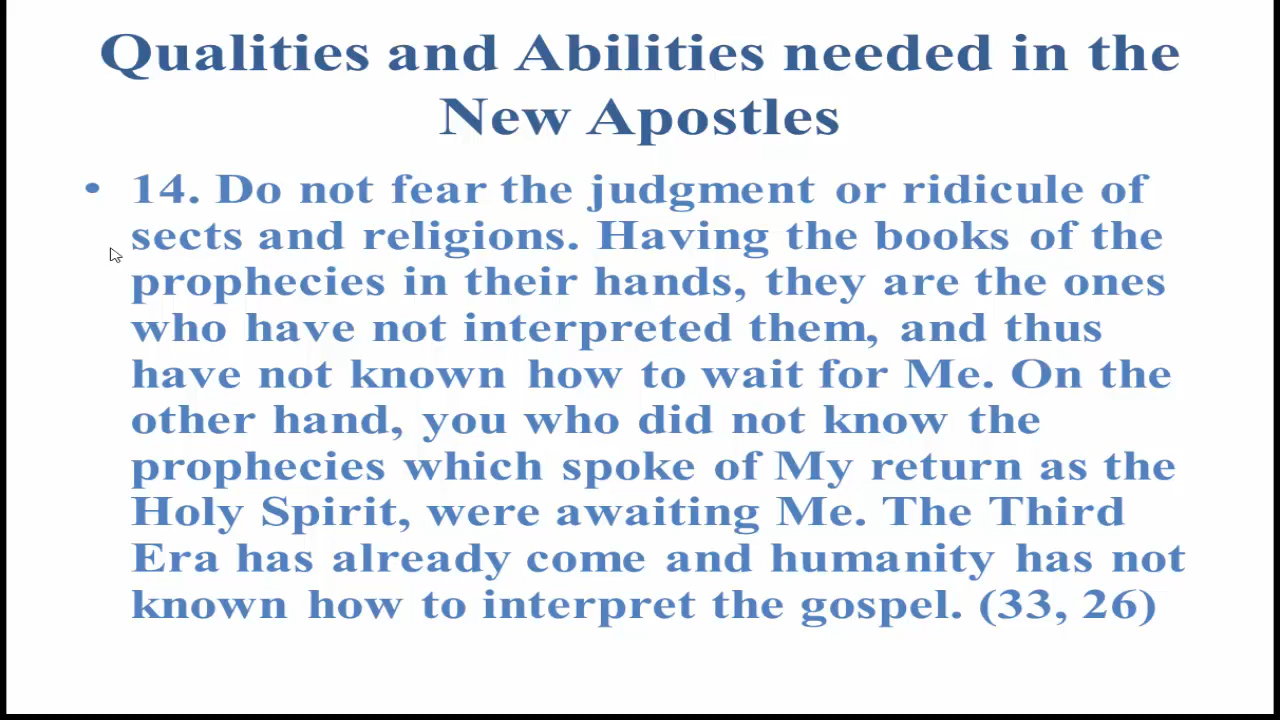 Qualities and Abilities needed in the
New Apostles
• 14. Do not fear the judgment or ridicule of
sects and religions. Having the books of the
prophecies in their hands, they are the ones
who have not interpreted them, and thus
have not known how to wait for Me. On the
other hand, you who did not know the
prophecies which spoke of My return as the
Holy Spirit, were awaiting Me. The Third
Era has already come and humanity has not
known how to interpret the gospel. (33, 26)